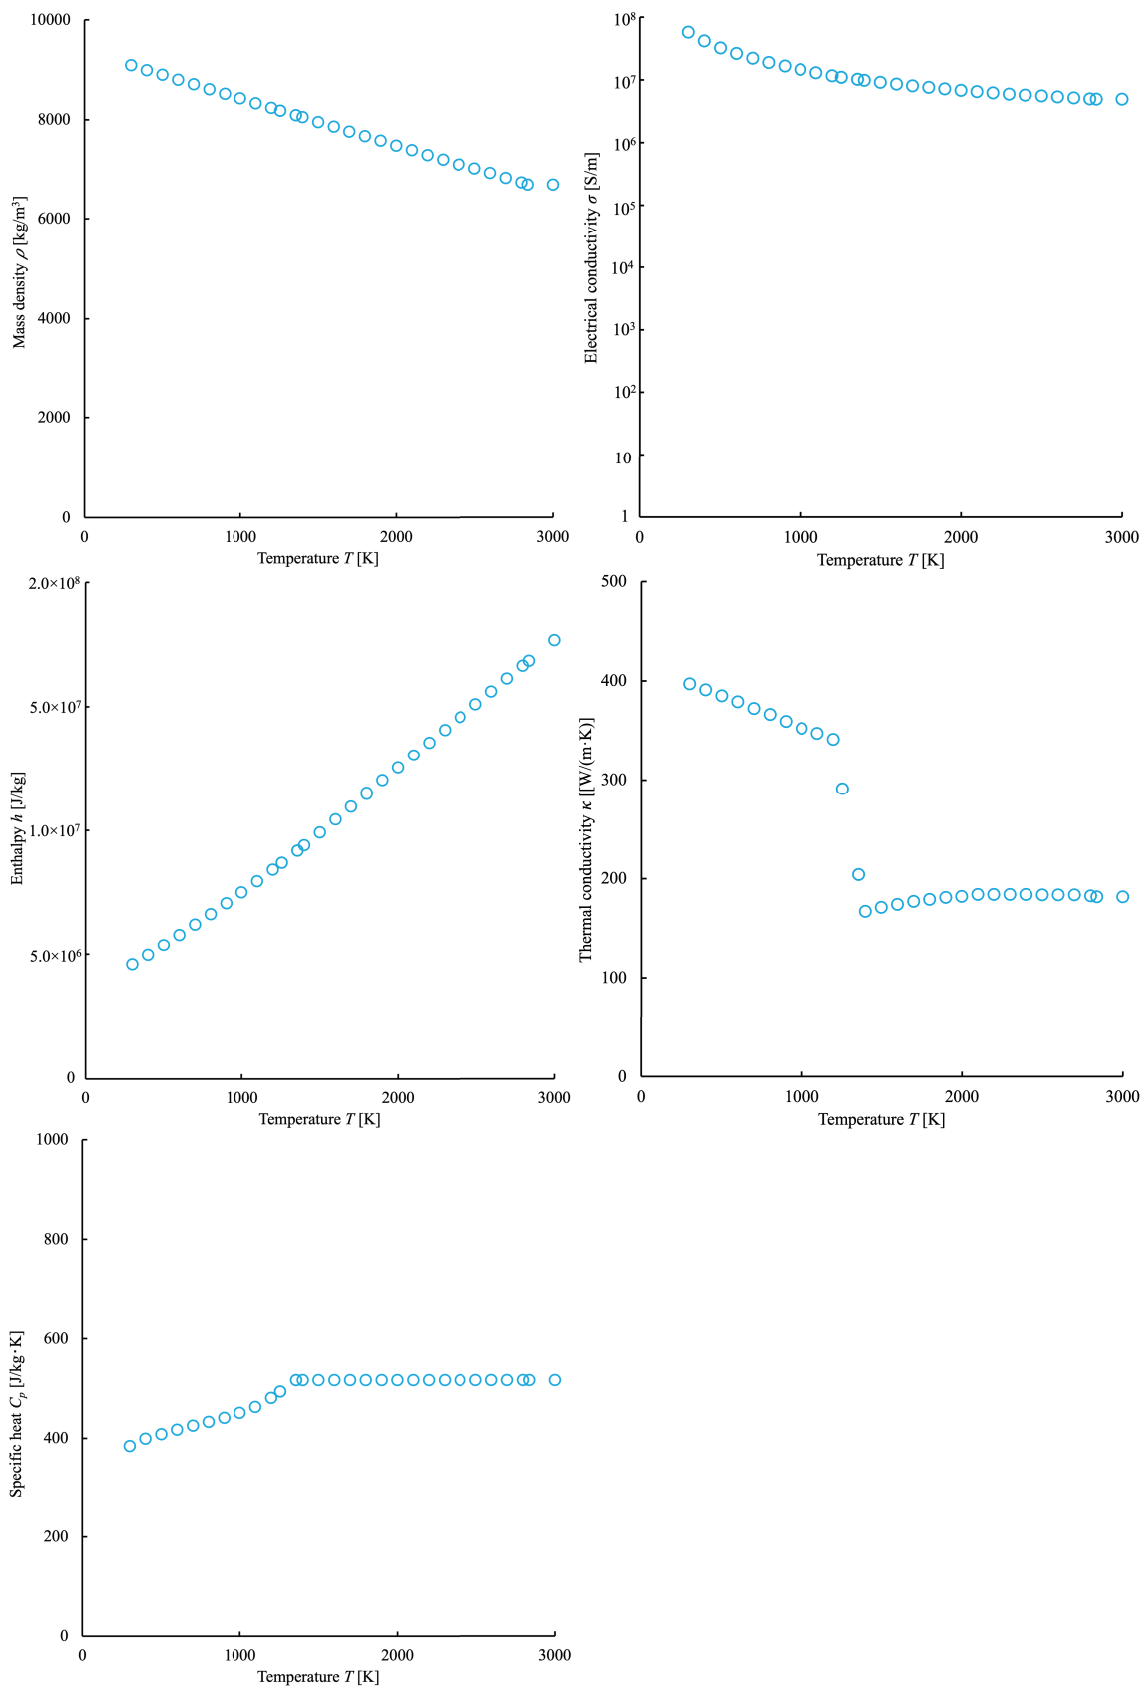 10000
8000
6000
4000
2000
0
Mass density ρ [kg/m³]
0 1000 2000 3000
Temperature T [K]
10⁸
10⁷
10⁶
10⁵
10⁴
10³
10²
10
1
Electrical conductivity σ [S/m]
0 1000 2000 3000
Temperature T [K]
2.0×10⁸
5.0×10⁷
1.0×10⁷
5.0×10⁶
0
Enthalpy h [J/kg]
0 1000 2000 3000
Temperature T [K]
500
400
300
200
100
0
Thermal conductivity κ [[W/(m·K)]
0 1000 2000 3000
Temperature T [K]
1000
800
600
400
200
0
Specific heat Cₚ [J/kg·K]
0 1000 2000 3000
Temperature T [K]